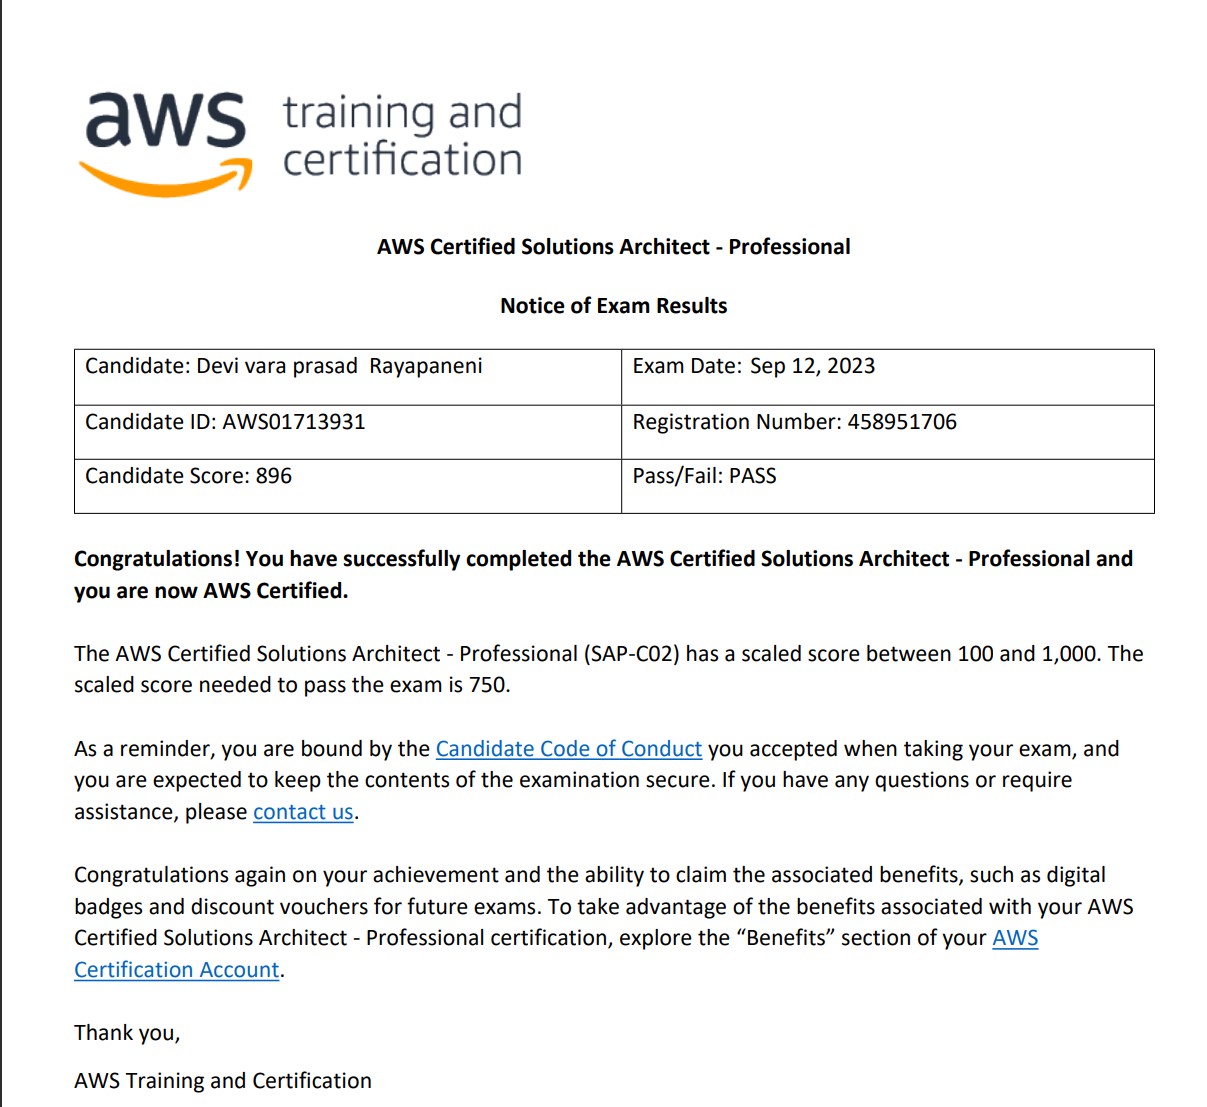 aws training and
certification
AWS Certified Solutions Architect - Professional
Notice of Exam Results
Candidate: Devi vara prasad  Rayapaneni
Exam Date: Sep 12, 2023
Candidate ID: AWS01713931
Registration Number: 458951706
Candidate Score: 896
Pass/Fail: PASS
Congratulations! You have successfully completed the AWS Certified Solutions Architect - Professional and
you are now AWS Certified.
The AWS Certified Solutions Architect - Professional (SAP-C02) has a scaled score between 100 and 1,000. The
scaled score needed to pass the exam is 750.
As a reminder, you are bound by the Candidate Code of Conduct you accepted when taking your exam, and
you are expected to keep the contents of the examination secure. If you have any questions or require
assistance, please contact us.
Congratulations again on your achievement and the ability to claim the associated benefits, such as digital
badges and discount vouchers for future exams. To take advantage of the benefits associated with your AWS
Certified Solutions Architect - Professional certification, explore the “Benefits” section of your AWS
Certification Account.
Thank you,
AWS Training and Certification